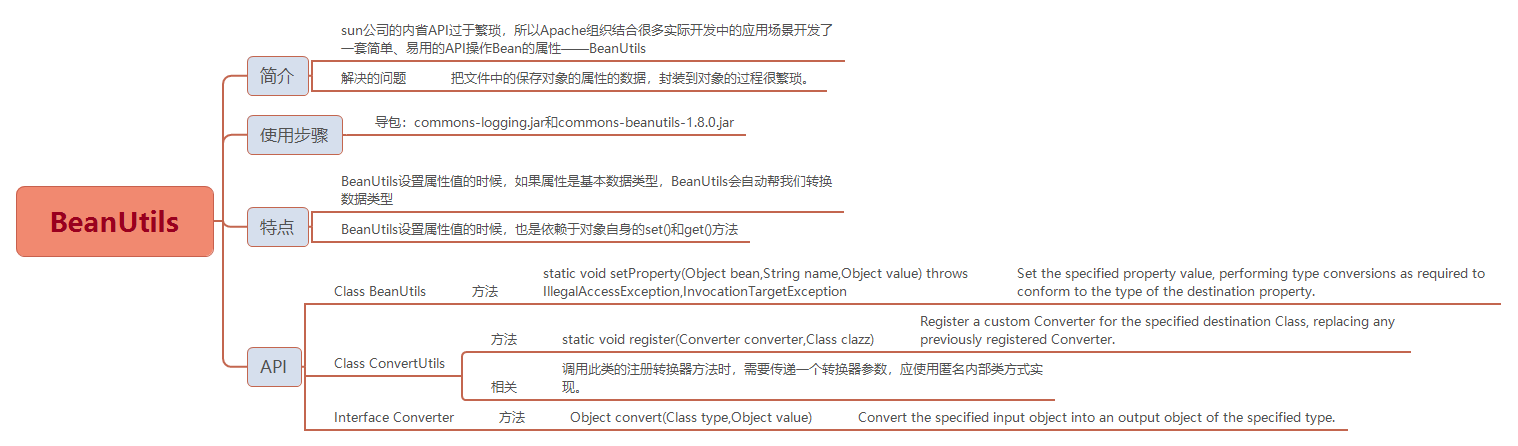 BeanUtils
简介
sun公司的内省API过于繁琐，所以Apache组织结合很多实际开发中的应用场景开发了
一套简单、易用的API操作Bean的属性——BeanUtils
解决的问题 把文件中的保存对象的属性的数据，封装到对象的过程很繁琐。
使用步骤
导包：commons-logging.jar和commons-beanutils-1.8.0.jar
特点
BeanUtils设置属性值的时候，如果属性是基本数据类型，BeanUtils会自动帮我们转换
数据类型
BeanUtils设置属性值的时候，也是依赖于对象自身的set()和get()方法
API
Class BeanUtils
方法
static void setProperty(Object bean,String name,Object value) throws
IllegalAccessException,InvocationTargetException
Set the specified property value, performing type conversions as required to
conform to the type of the destination property.
Class ConvertUtils
方法
static void register(Converter converter,Class clazz)
Register a custom Converter for the specified destination Class, replacing any
previously registered Converter.
相关
调用此类的注册转换器方法时，需要传递一个转换器参数，应使用匿名内部类方式实
现。
Interface Converter
方法
Object convert(Class type,Object value)
Convert the specified input object into an output object of the specified type.